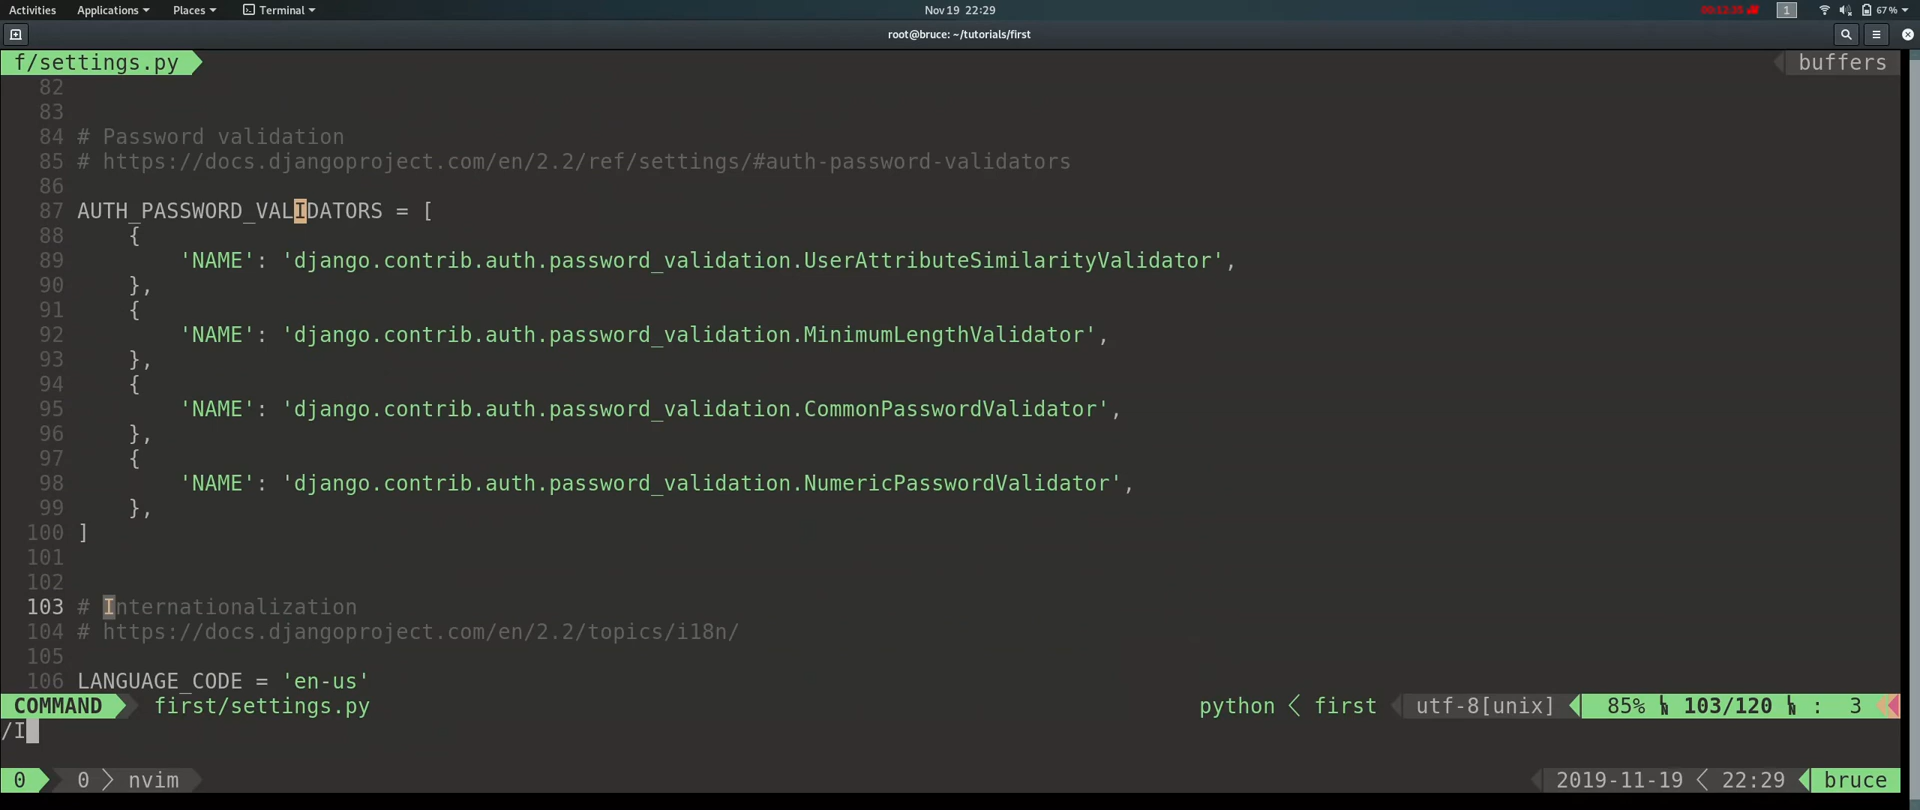 Activities Applications Places Terminal Nov 19 22:29 00:12:35 1 67 %
root@bruce: ~/tutorials/first
f/settings.py buffers
82
83
84 # Password validation
85 # https://docs.djangoproject.com/en/2.2/ref/settings/#auth-password-validators
86
87 AUTH_PASSWORD_VALIDATORS = [
88 {
89 'NAME': 'django.contrib.auth.password_validation.UserAttributeSimilarityValidator',
90 },
91 {
92 'NAME': 'django.contrib.auth.password_validation.MinimumLengthValidator',
93 },
94 {
95 'NAME': 'django.contrib.auth.password_validation.CommonPasswordValidator',
96 },
97 {
98 'NAME': 'django.contrib.auth.password_validation.NumericPasswordValidator',
99 },
100 ]
101
102
103 # Internationalization
104 # https://docs.djangoproject.com/en/2.2/topics/i18n/
105
106 LANGUAGE_CODE = 'en-us'
COMMAND first/settings.py python < first utf-8[unix] 85% 103/120 : 3
/I
0 0 > nvim 2019-11-19 < 22:29 bruce